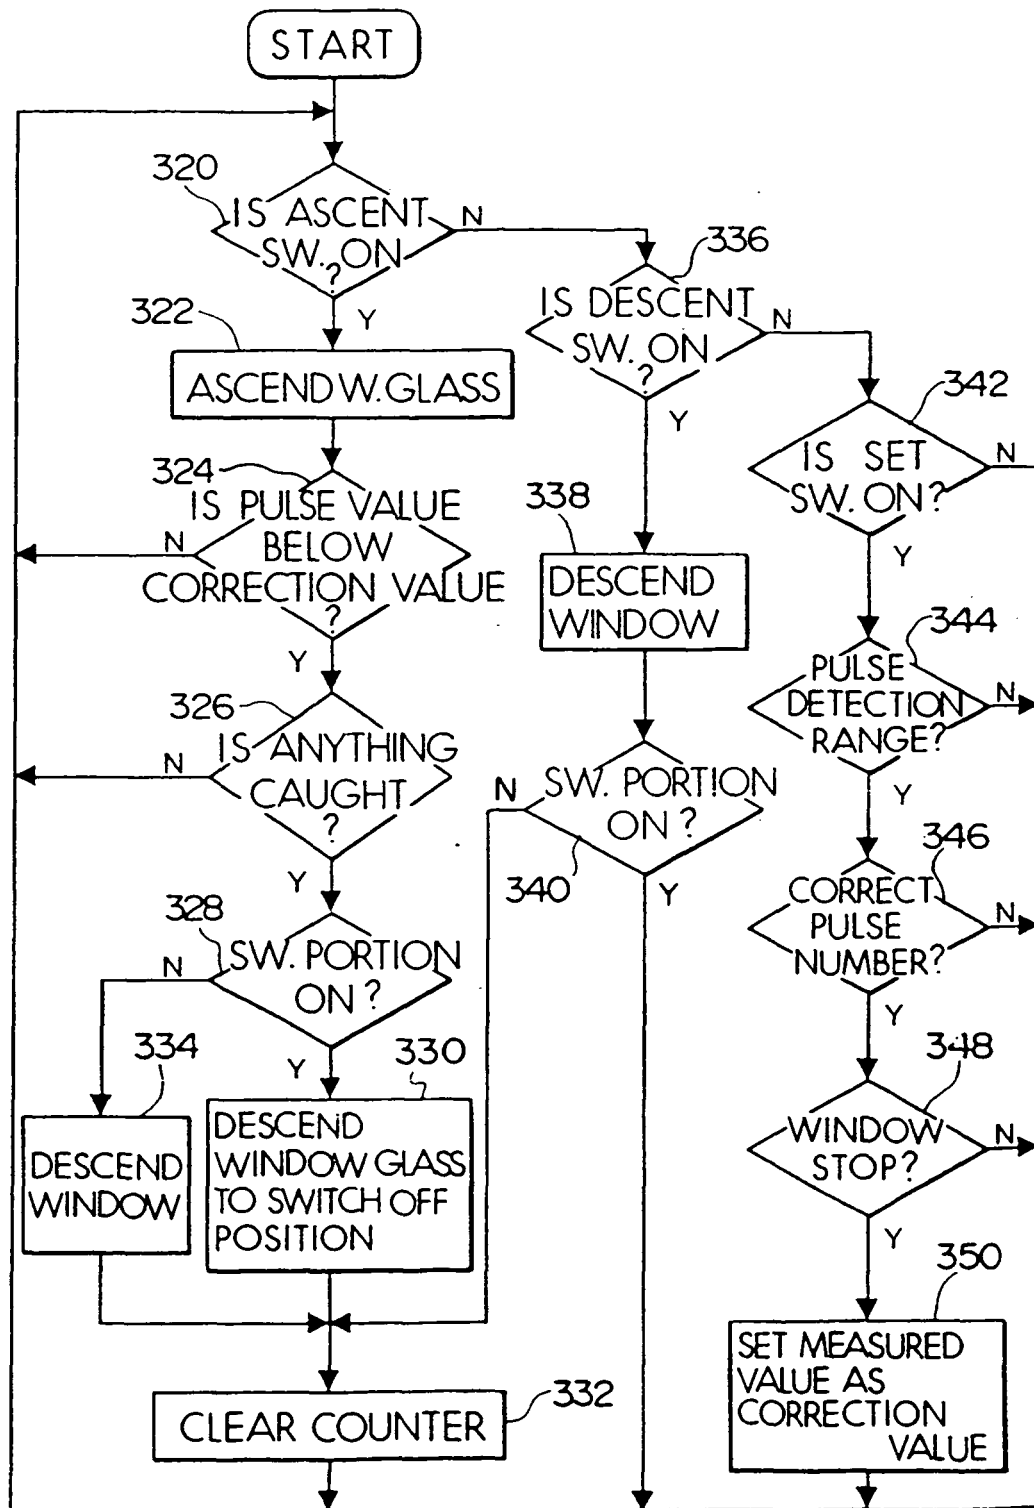 START
320
IS ASCENT
SW. ON
?
N
Y
322
ASCEND W. GLASS
324
IS PULSE VALUE
BELOW
CORRECTION VALUE
?
N
Y
326
IS ANYTHING
CAUGHT
?
N
Y
328
SW. PORTION
ON ?
N
Y
334
DESCEND
WINDOW
330
DESCEND
WINDOW GLASS
TO SWITCH OFF
POSITION
332
CLEAR COUNTER
336
IS DESCENT
SW. ON
?
N
Y
338
DESCEND
WINDOW
SW. PORTION
ON ?
N
340
Y
342
IS SET
SW. ON?
N
Y
344
PULSE
DETECTION
RANGE?
N
Y
346
CORRECT
PULSE
NUMBER?
N
Y
348
WINDOW
STOP?
N
Y
350
SET MEASURED
VALUE AS
CORRECTION
VALUE